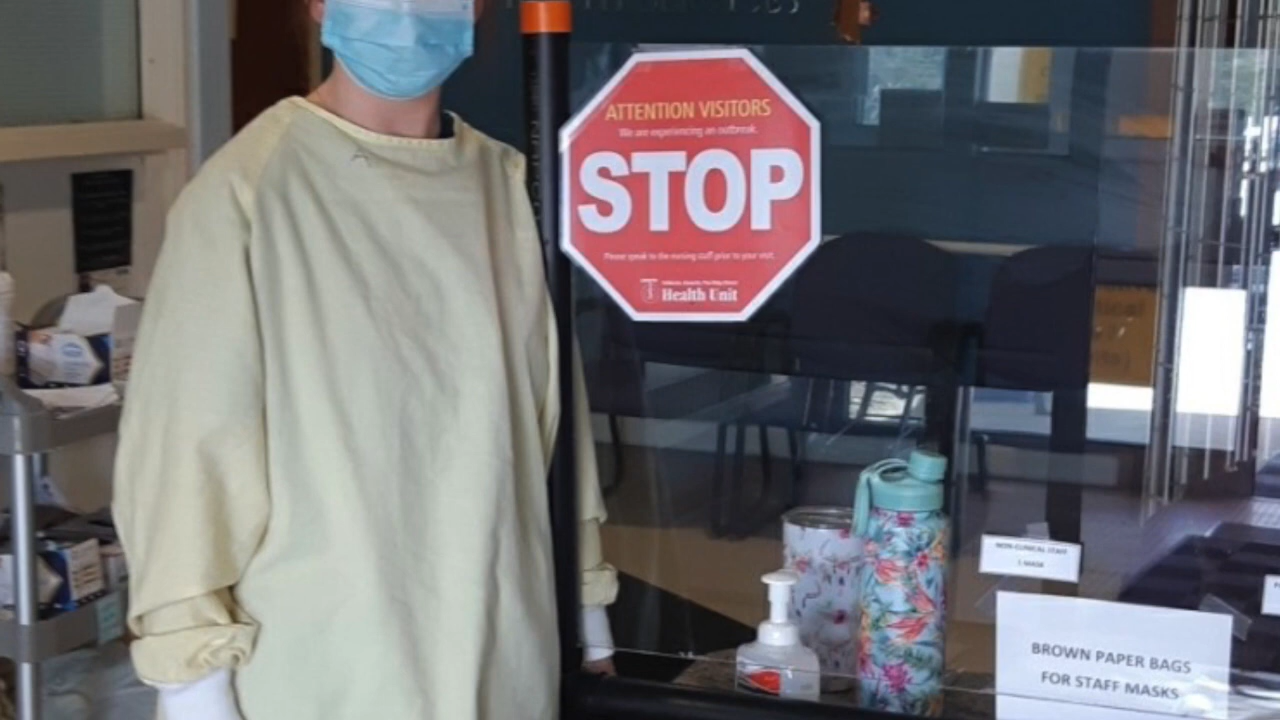 ATTENTION VISITORS
We are experiencing an outbreak.
STOP
Please speak to the nursing staff prior to your visit.
Health Unit
NON-CLINICAL STAFF
1 MASK
BROWN PAPER BAGS
FOR STAFF MASKS